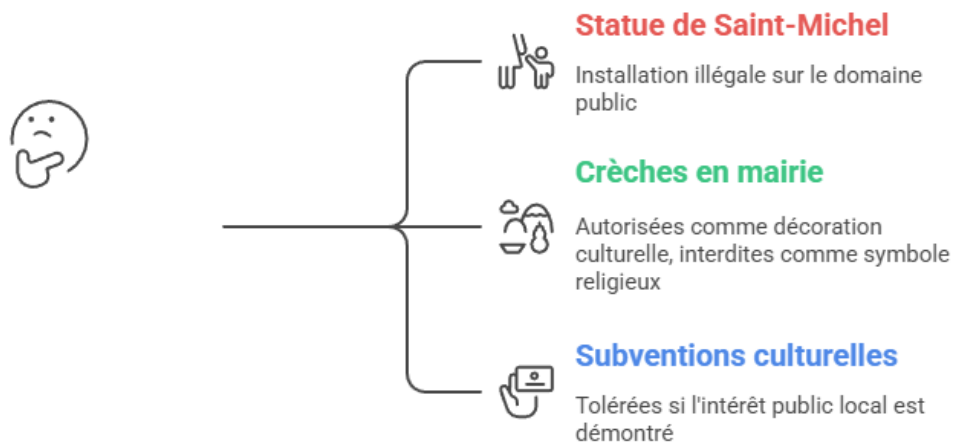 Statue de Saint-Michel
Installation illégale sur le domaine
public
Crèches en mairie
Autorisées comme décoration
culturelle, interdites comme symbole
religieux
Subventions culturelles
Tolérées si l'intérêt public local est
démontré